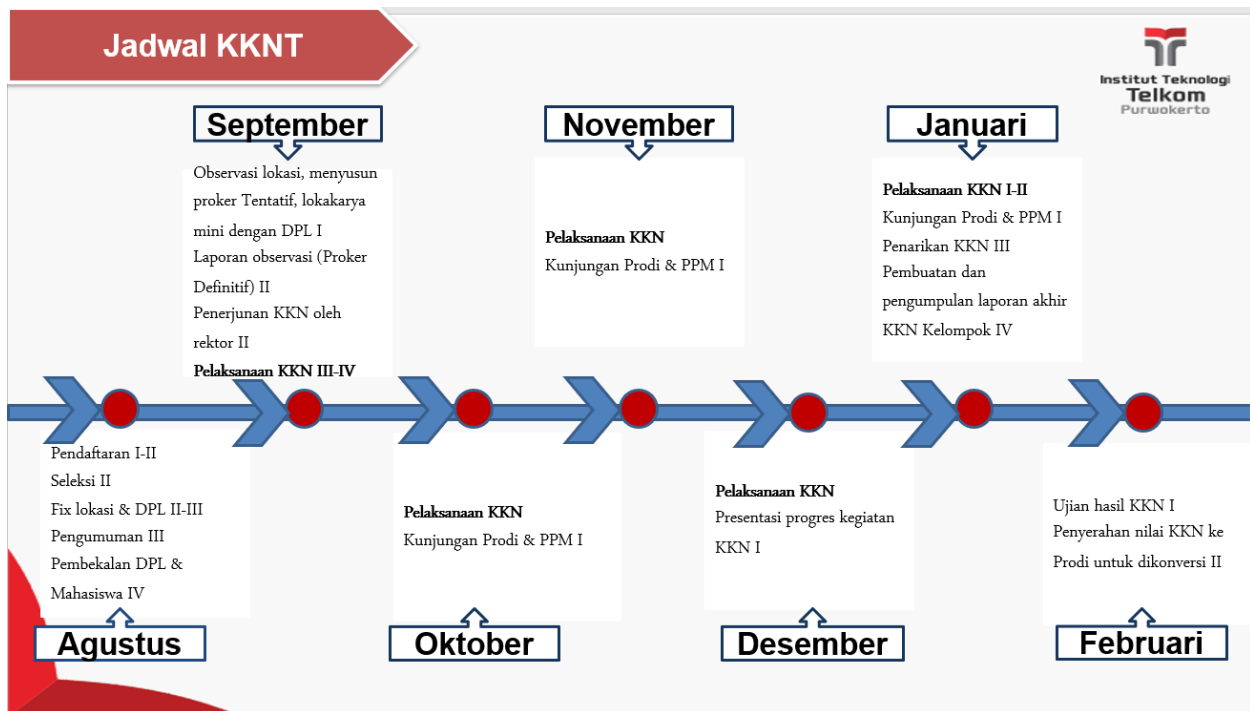 Jadwal KKNT
Institut Teknologi
Telkom
Purwokerto
September
Observasi lokasi, menyusun
proker Tentatif, lokakarya
mini dengan DPL I
Laporan observasi (Proker
Definitif) II
Penerjunan KKN oleh
rektor II
Pelaksanaan KKN III-IV
November
Pelaksanaan KKN
Kunjungan Prodi & PPM I
Januari
Pelaksanaan KKN I-II
Kunjungan Prodi & PPM I
Penarikan KKN III
Pembuatan dan
pengumpulan laporan akhir
KKN Kelompok IV
Pendaftaran I-II
Seleksi II
Fix lokasi & DPL II-III
Pengumuman III
Pembekalan DPL &
Mahasiswa IV
Agustus
Pelaksanaan KKN
Kunjungan Prodi & PPM I
Oktober
Pelaksanaan KKN
Presentasi progres kegiatan
KKN I
Desember
Ujian hasil KKN I
Penyerahan nilai KKN ke
Prodi untuk dikonversi II
Februari